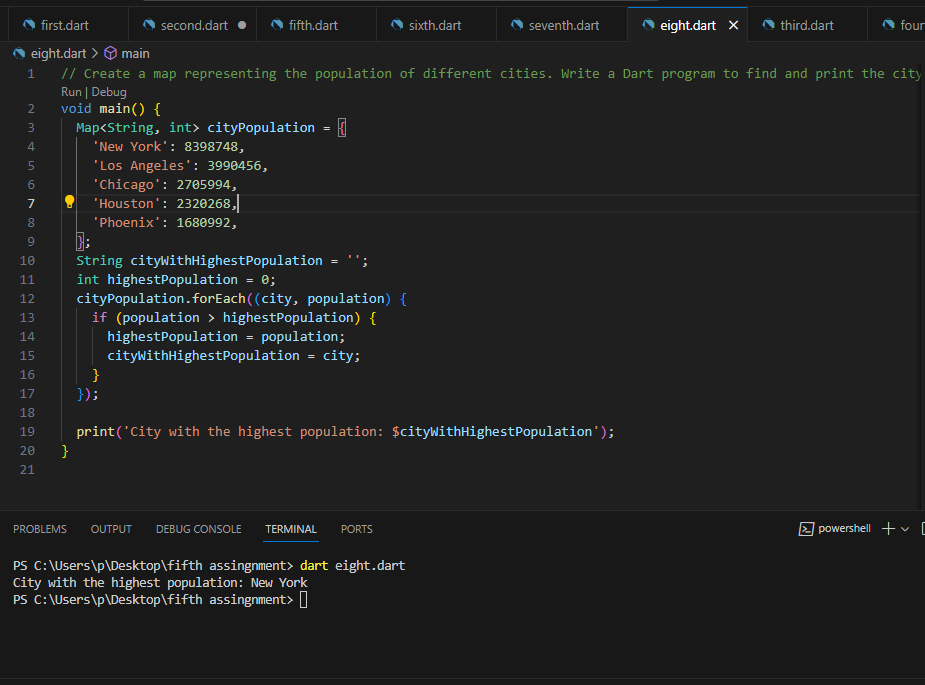 first.dart second.dart fifth.dart sixth.dart seventh.dart eight.dart third.dart four
eight.dart > main
1 // Create a map representing the population of different cities. Write a Dart program to find and print the city
Run | Debug
2 void main() {
3 Map<String, int> cityPopulation = {
4 'New York': 8398748,
5 'Los Angeles': 3990456,
6 'Chicago': 2705994,
7 'Houston': 2320268,
8 'Phoenix': 1680992,
9 };
10 String cityWithHighestPopulation = '';
11 int highestPopulation = 0;
12 cityPopulation.forEach((city, population) {
13 if (population > highestPopulation) {
14 highestPopulation = population;
15 cityWithHighestPopulation = city;
16 }
17 });
18
19 print('City with the highest population: $cityWithHighestPopulation');
20 }
21
PROBLEMS OUTPUT DEBUG CONSOLE TERMINAL PORTS powershell
PS C:\Users\p\Desktop\fifth assingnment> dart eight.dart
City with the highest population: New York
PS C:\Users\p\Desktop\fifth assingnment>